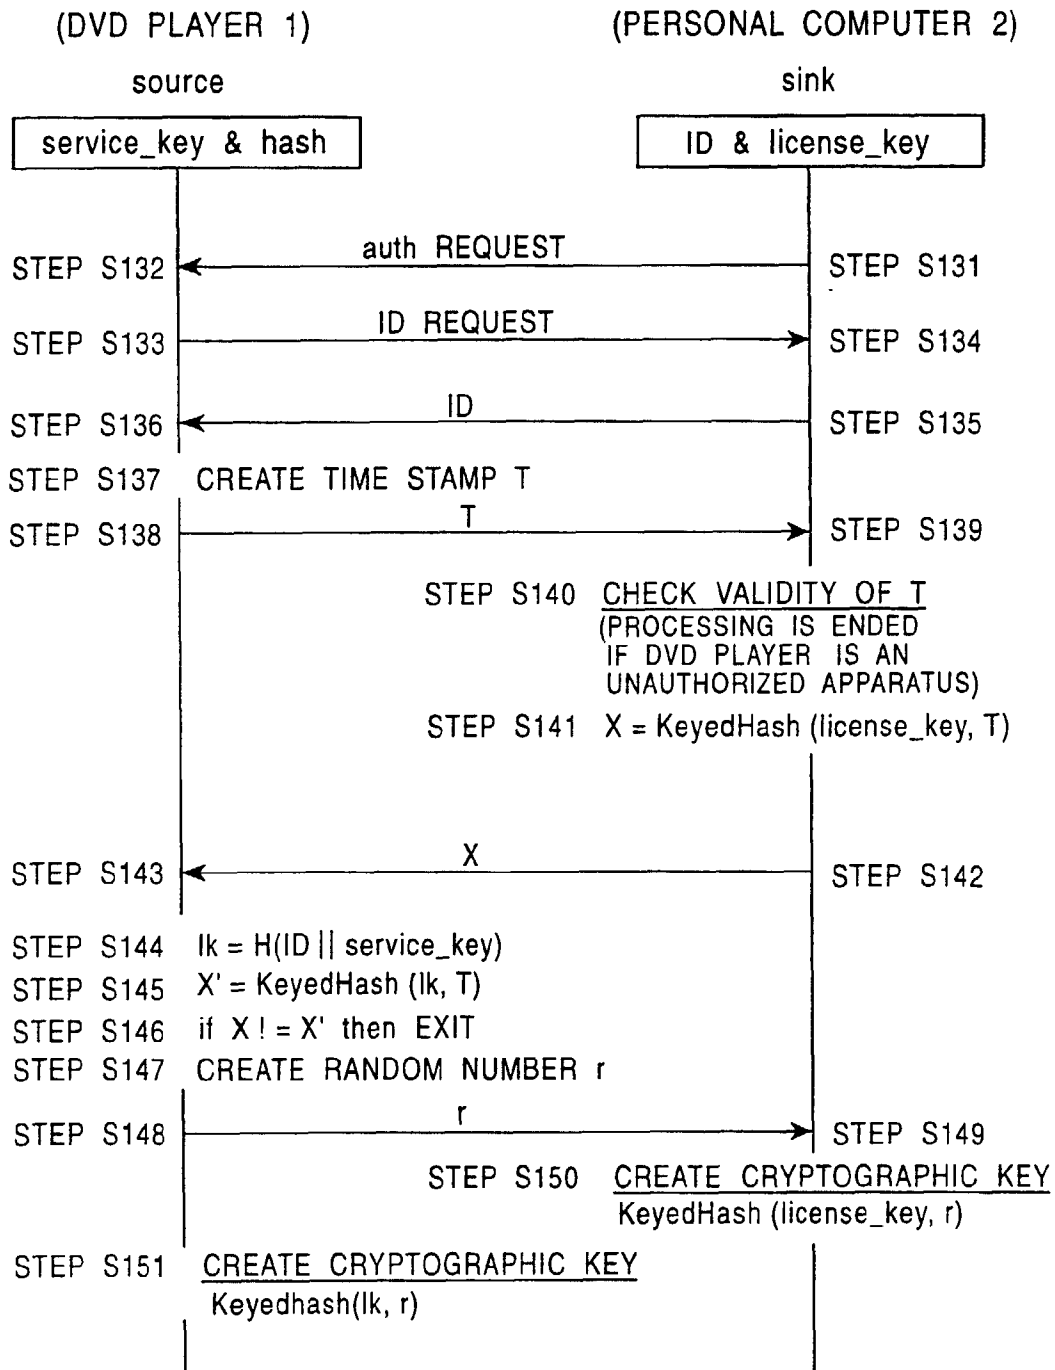 (DVD PLAYER 1) (PERSONAL COMPUTER 2)
source sink
service_key & hash ID & license_key
auth REQUEST
STEP S132 STEP S131
ID REQUEST
STEP S133 STEP S134
ID
STEP S136 STEP S135
STEP S137 CREATE TIME STAMP T
T
STEP S138 STEP S139
STEP S140 CHECK VALIDITY OF T
(PROCESSING IS ENDED
IF DVD PLAYER IS AN
UNAUTHORIZED APPARATUS)
STEP S141 X = KeyedHash (license_key, T)
X
STEP S143 STEP S142
STEP S144 lk = H(ID || service_key)
STEP S145 X' = KeyedHash (lk, T)
STEP S146 if X ! = X' then EXIT
STEP S147 CREATE RANDOM NUMBER r
r
STEP S148 STEP S149
STEP S150 CREATE CRYPTOGRAPHIC KEY
KeyedHash (license_key, r)
STEP S151 CREATE CRYPTOGRAPHIC KEY
Keyedhash(lk, r)